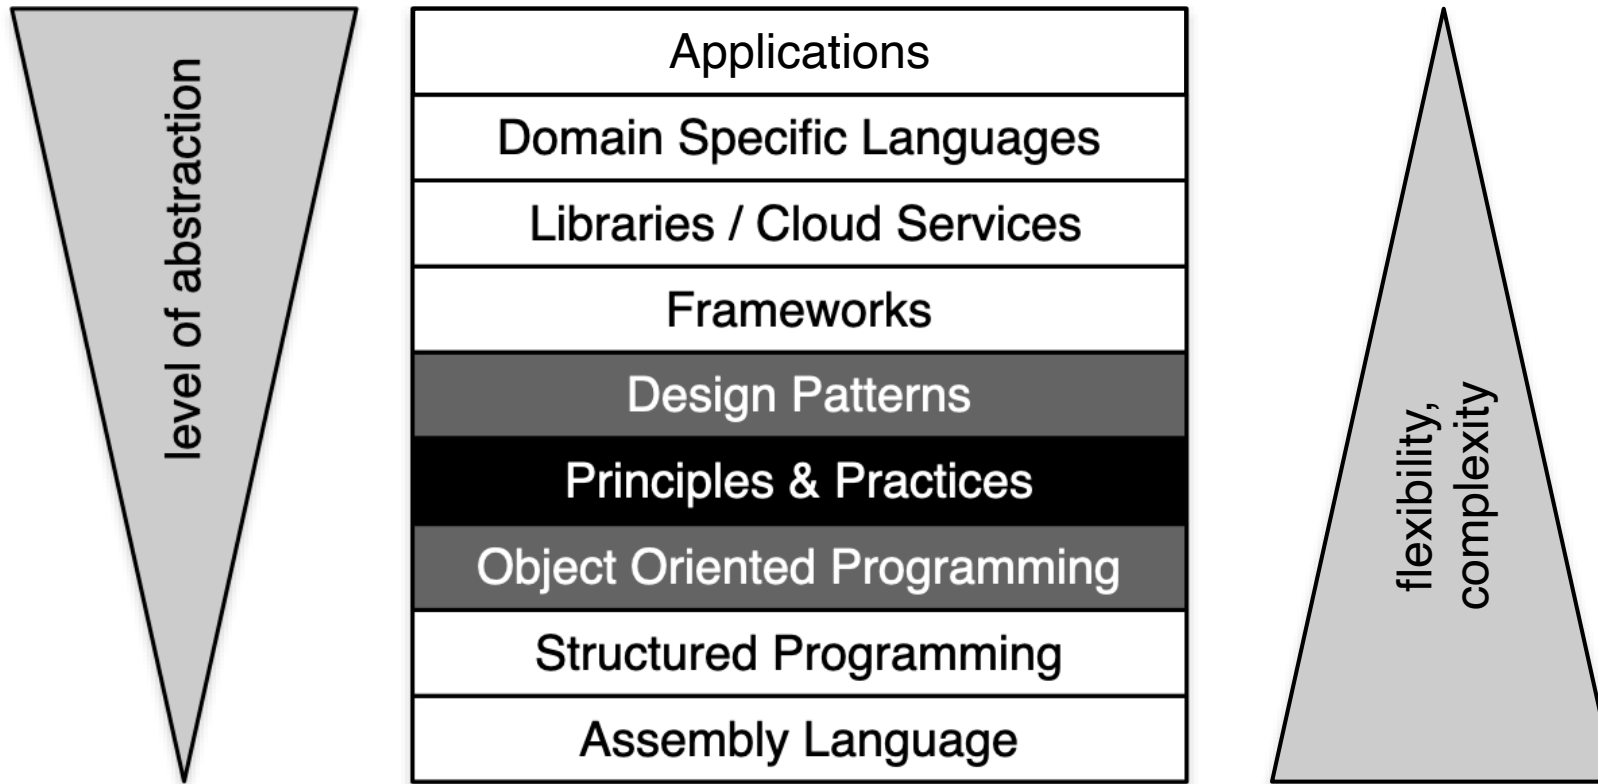 level of abstraction
Applications
Domain Specific Languages
Libraries / Cloud Services
Frameworks
Design Patterns
Principles & Practices
Object Oriented Programming
Structured Programming
Assembly Language
flexibility,
complexity